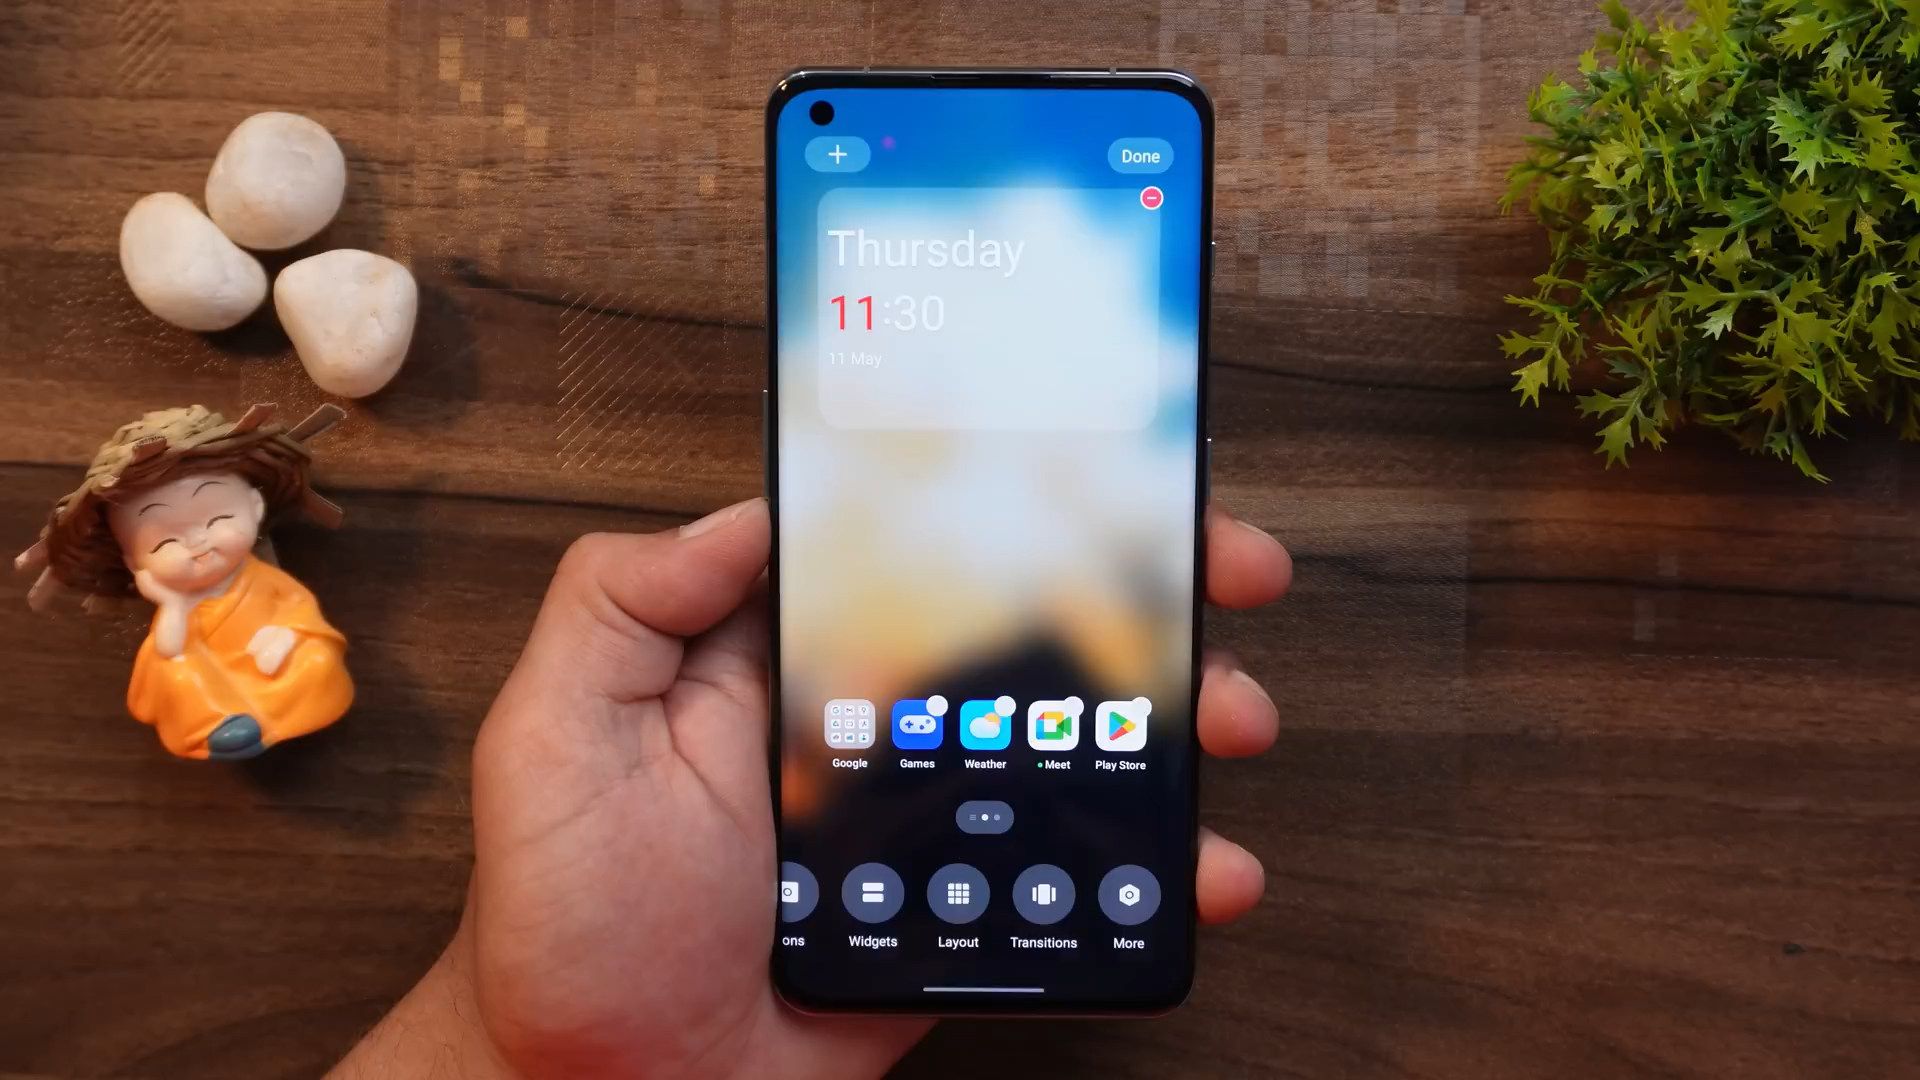 Done
Thursday
11:30
11 May
Google
Games
Weather
Meet
Play Store
ons
Widgets
Layout
Transitions
More